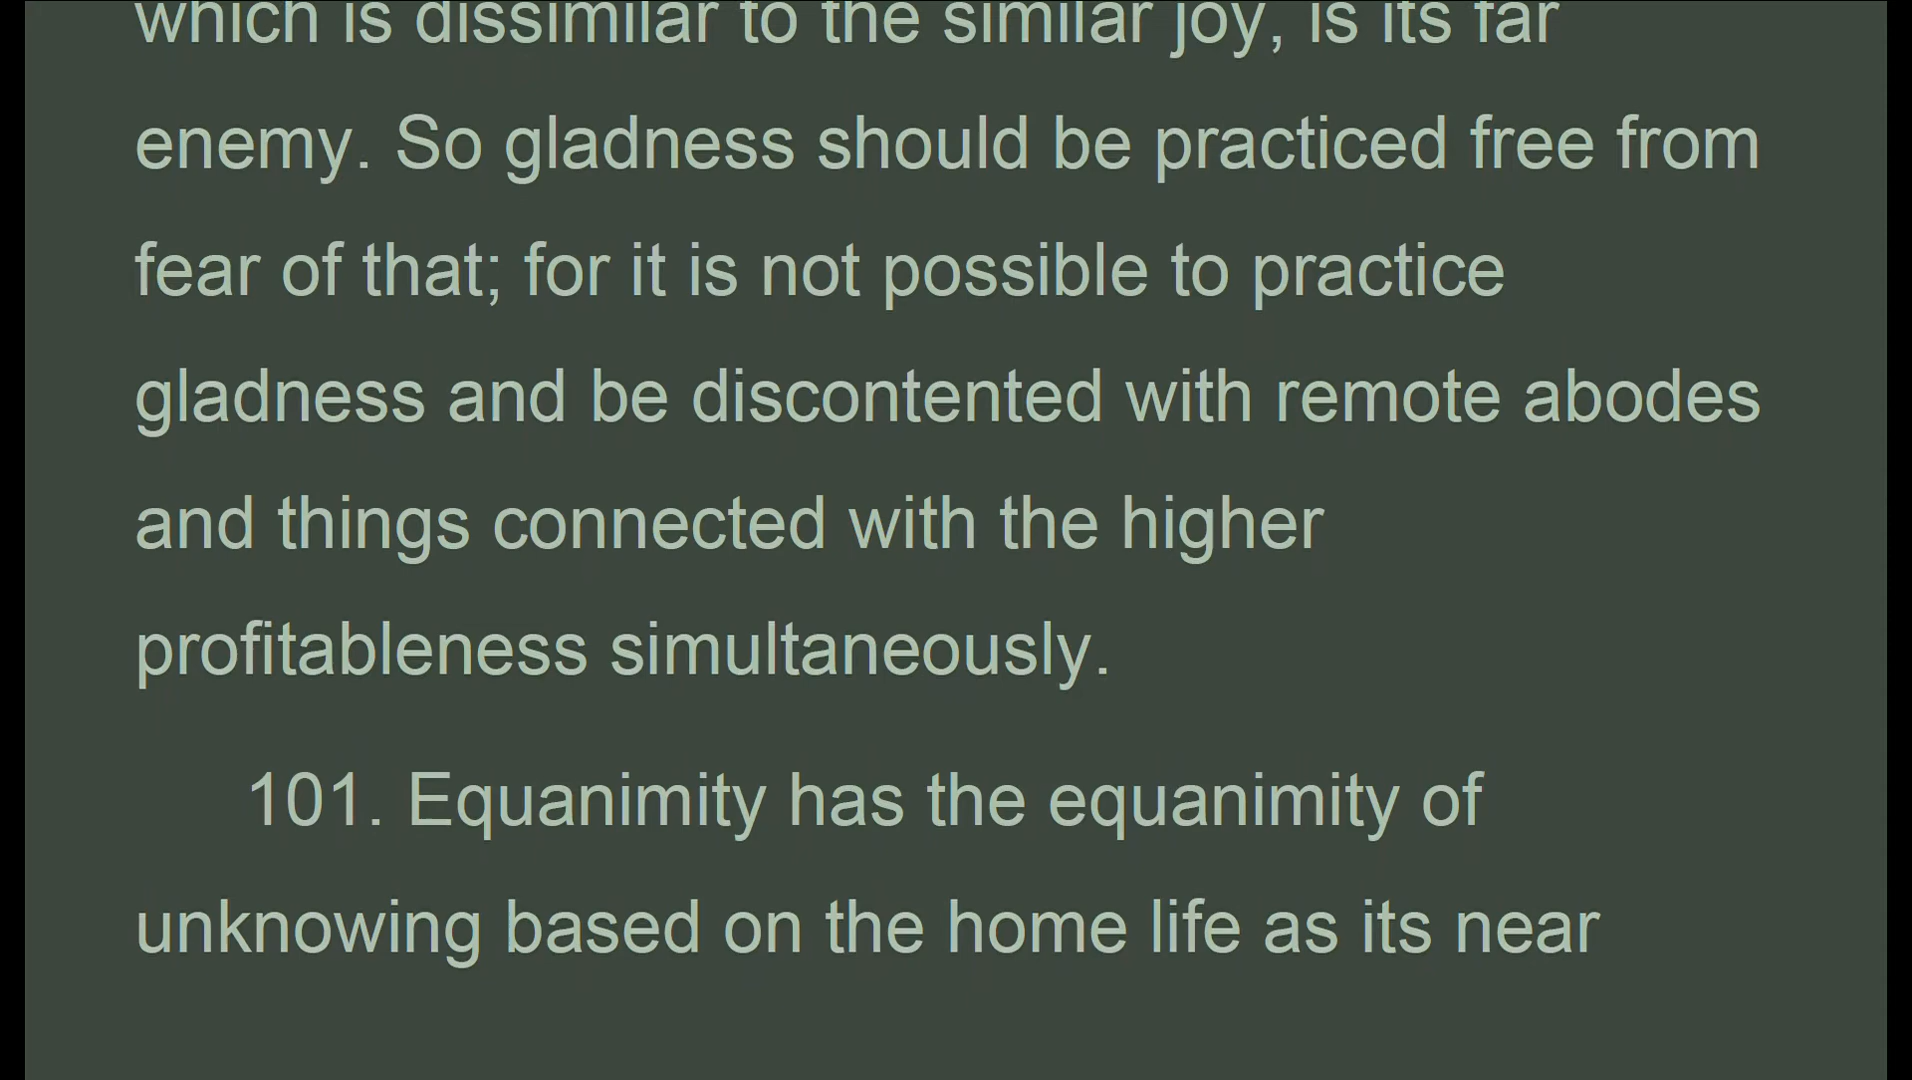 which is dissimilar to the similar joy, is its far
enemy. So gladness should be practiced free from
fear of that; for it is not possible to practice
gladness and be discontented with remote abodes
and things connected with the higher
profitableness simultaneously.
101. Equanimity has the equanimity of
unknowing based on the home life as its near